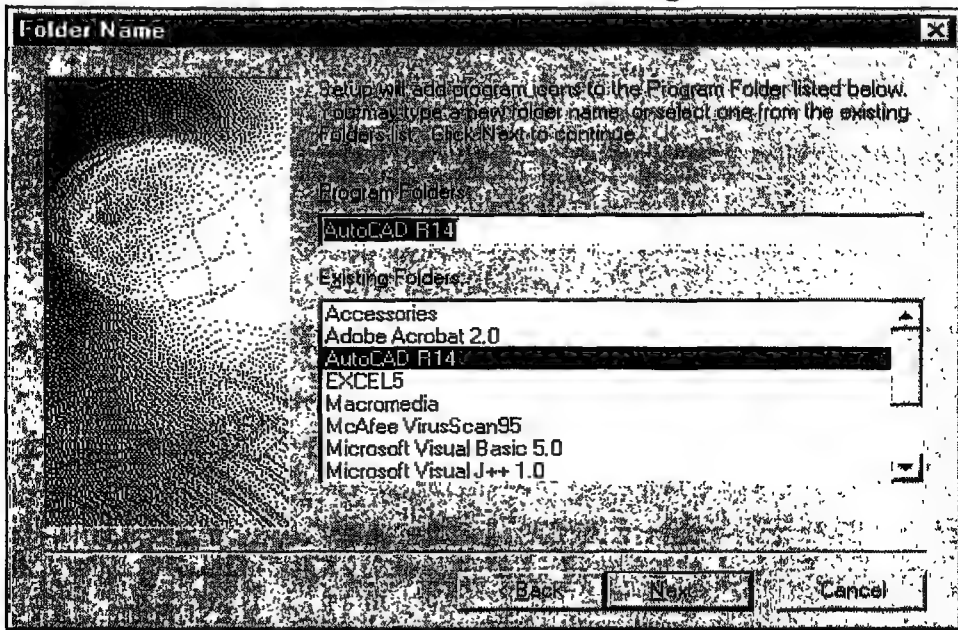 Folder Name
Setup will add program icons to the Program Folder listed below.
You may type a new folder name, or select one from the existing
Folders list. Click Next to continue.
Program Folders:
AutoCAD R14
Existing Folders:
Accessories
Adobe Acrobat 2.0
AutoCAD R14
EXCEL5
Macromedia
McAfee VirusScan95
Microsoft Visual Basic 5.0
Microsoft Visual J++ 1.0
Back
Next
Cancel